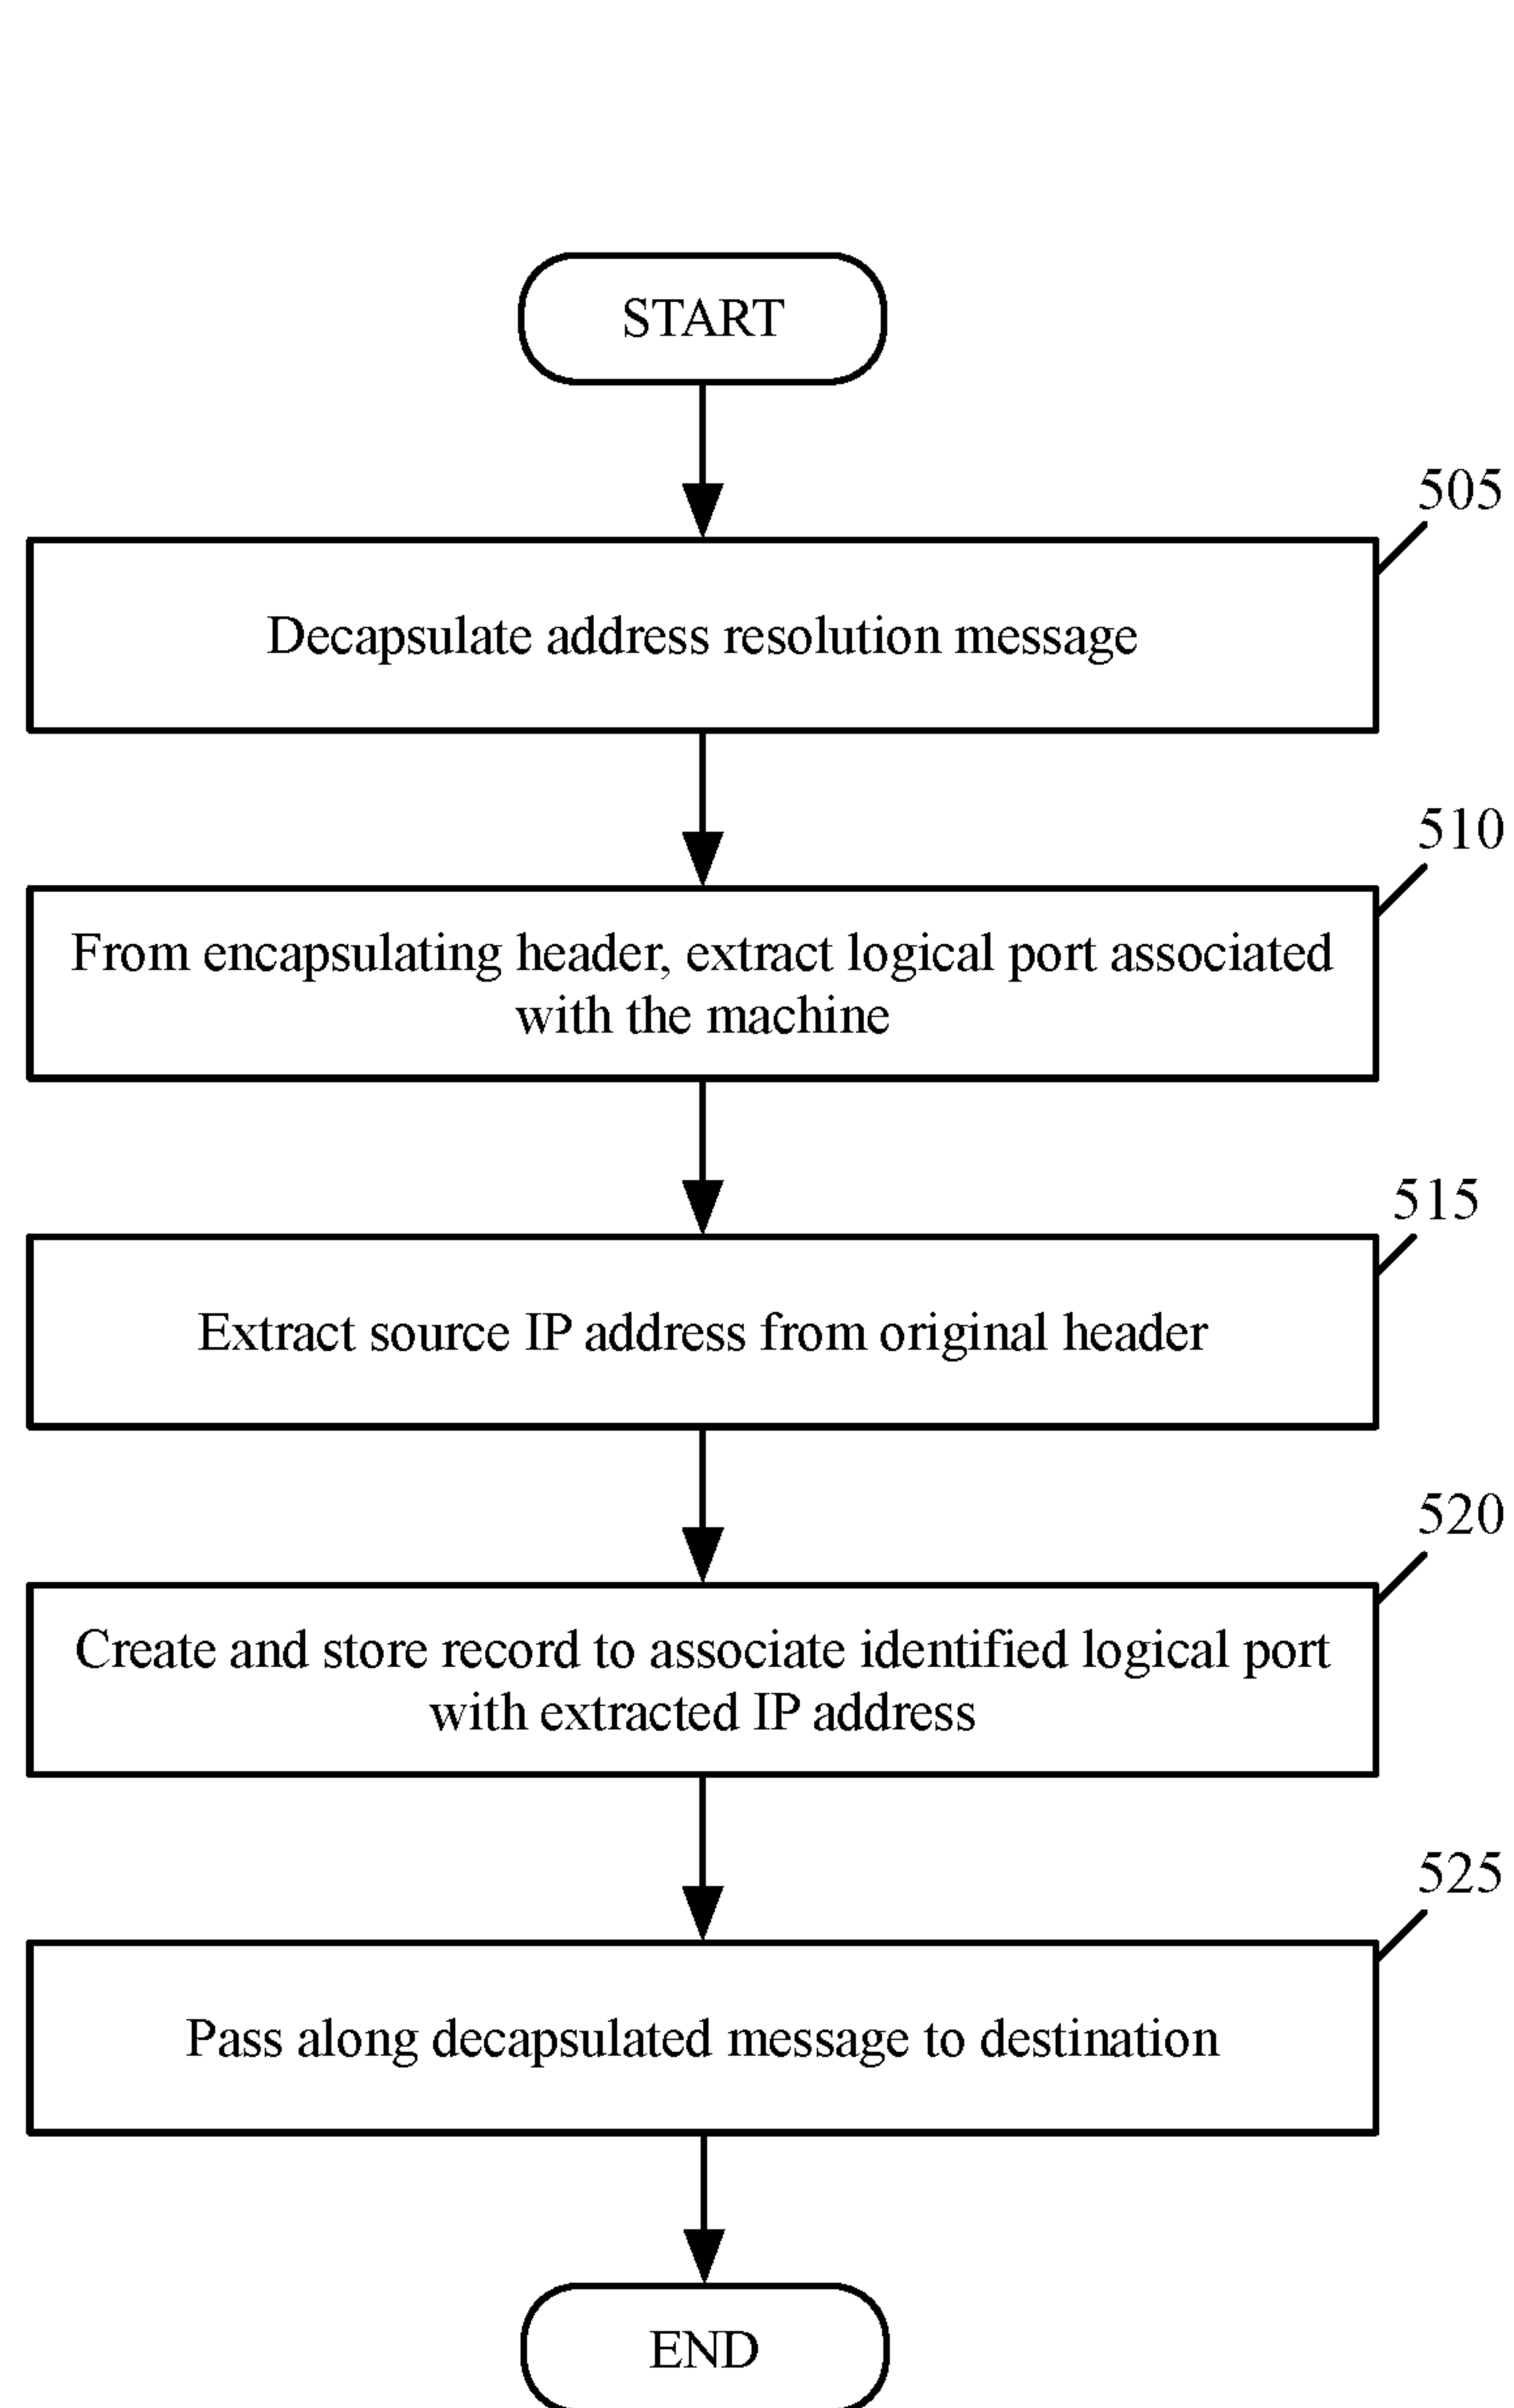 START
505
Decapsulate address resolution message
510
From encapsulating header, extract logical port associated
with the machine
515
Extract source IP address from original header
520
Create and store record to associate identified logical port
with extracted IP address
525
Pass along decapsulated message to destination
END